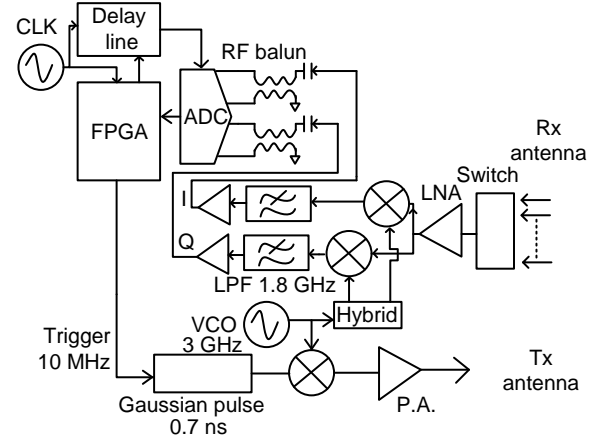 CLK
Delay
line
RF balun
FPGA
ADC
Rx
antenna
Switch
LNA
I
Q
LPF 1.8 GHz
VCO
3 GHz
Hybrid
Trigger
10 MHz
Gaussian pulse
0.7 ns
P.A.
Tx
antenna